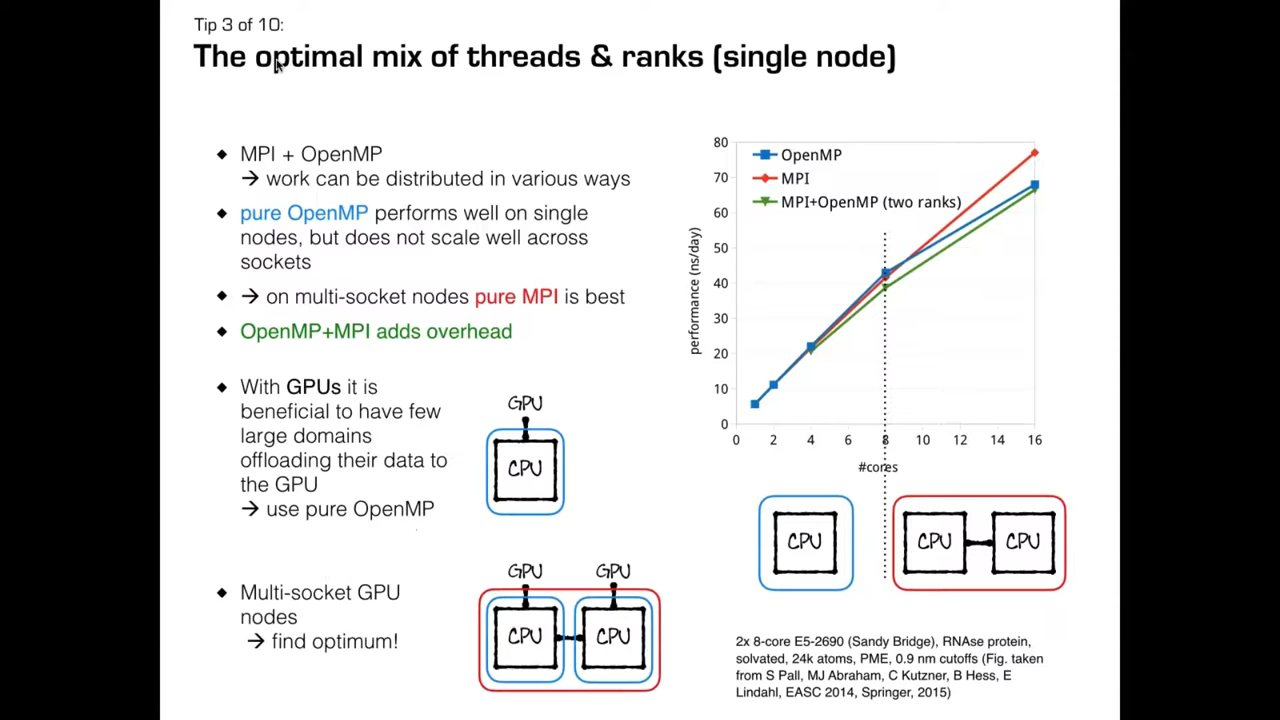 Tip 3 of 10:
The optimal mix of threads & ranks (single node)
◆ MPI + OpenMP
→ work can be distributed in various ways
◆ pure OpenMP performs well on single
nodes, but does not scale well across
sockets
◆ → on multi-socket nodes pure MPI is best
◆ OpenMP+MPI adds overhead
◆ With GPUs it is
beneficial to have few
large domains
offloading their data to
the GPU
→ use pure OpenMP
GPU
CPU
◆ Multi-socket GPU
nodes
→ find optimum!
GPU GPU
CPU CPU
OpenMP
MPI
MPI+OpenMP (two ranks)
performance (ns/day)
80
70
60
50
40
30
20
10
0
0 2 4 6 8 10 12 14 16
#cores
CPU CPU CPU
2x 8-core E5-2690 (Sandy Bridge), RNAse protein,
solvated, 24k atoms, PME, 0.9 nm cutoffs (Fig. taken
from S Pall, MJ Abraham, C Kutzner, B Hess, E
Lindahl, EASC 2014, Springer, 2015)